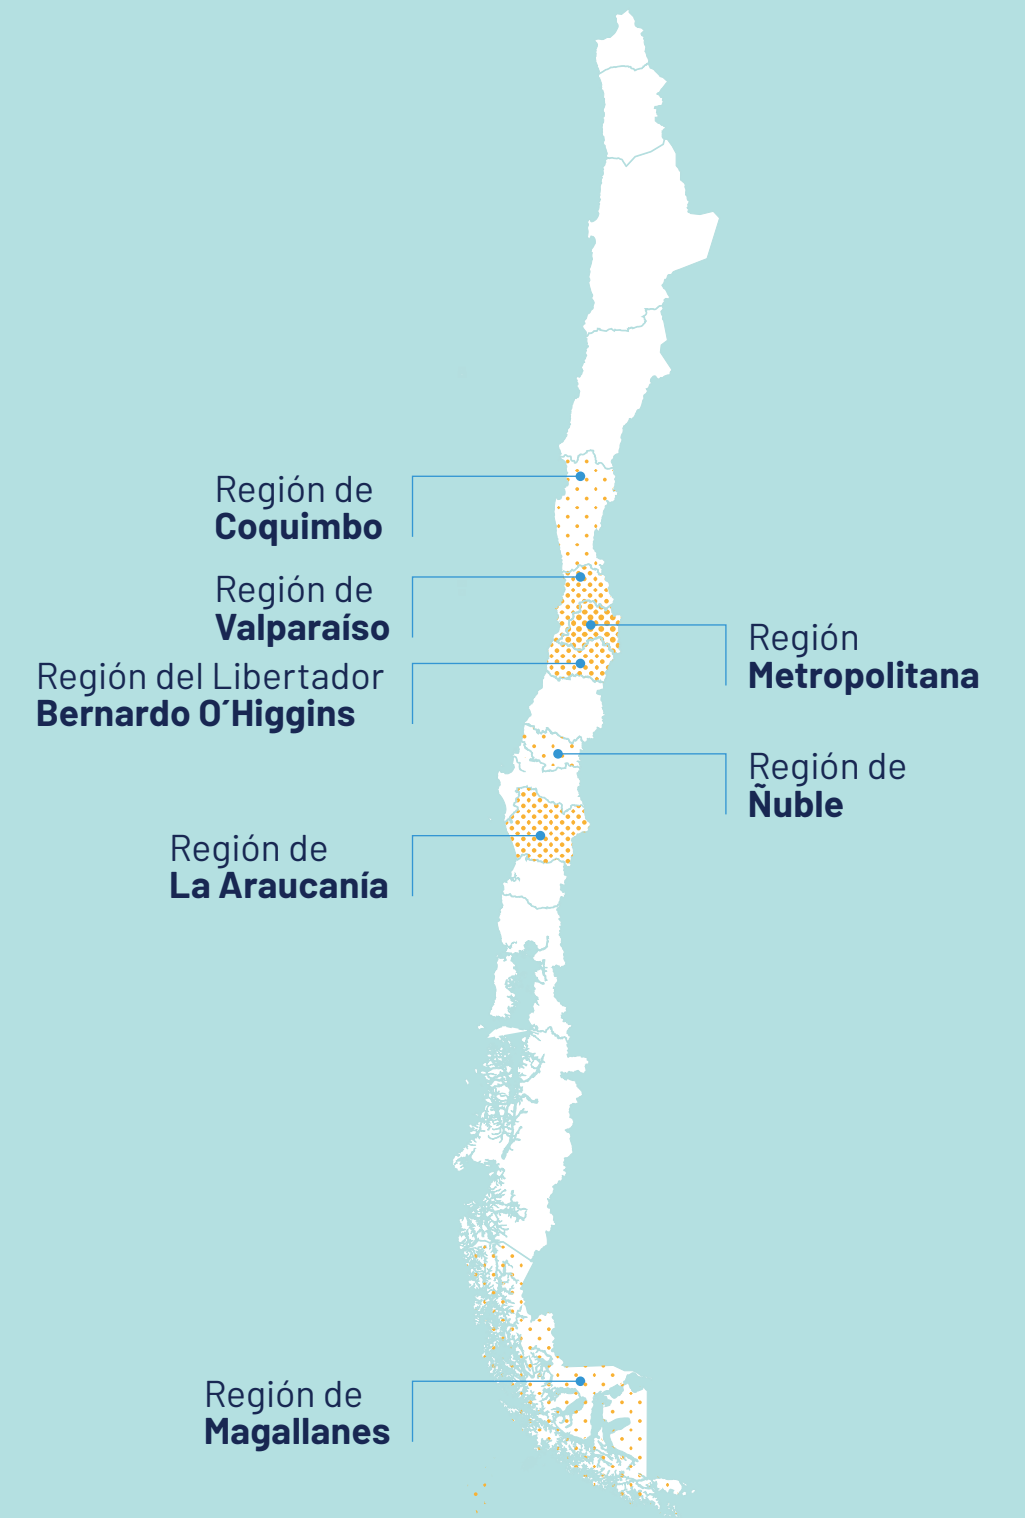 Región de
Coquimbo
Región de
Valparaíso
Región
Metropolitana
Región del Libertador
Bernardo O´Higgins
Región de
Ñuble
Región de
La Araucanía
Región de
Magallanes